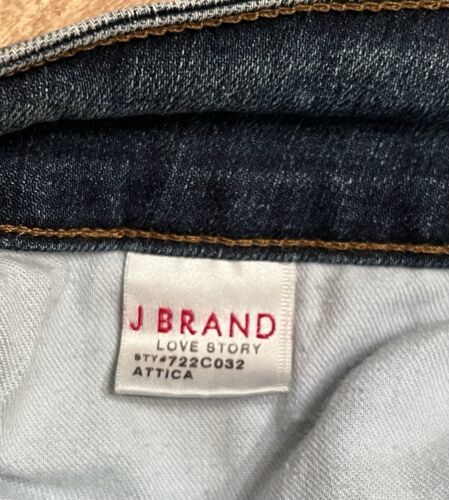 J BRAND
LOVE STORY
STY#722C032
ATTICA